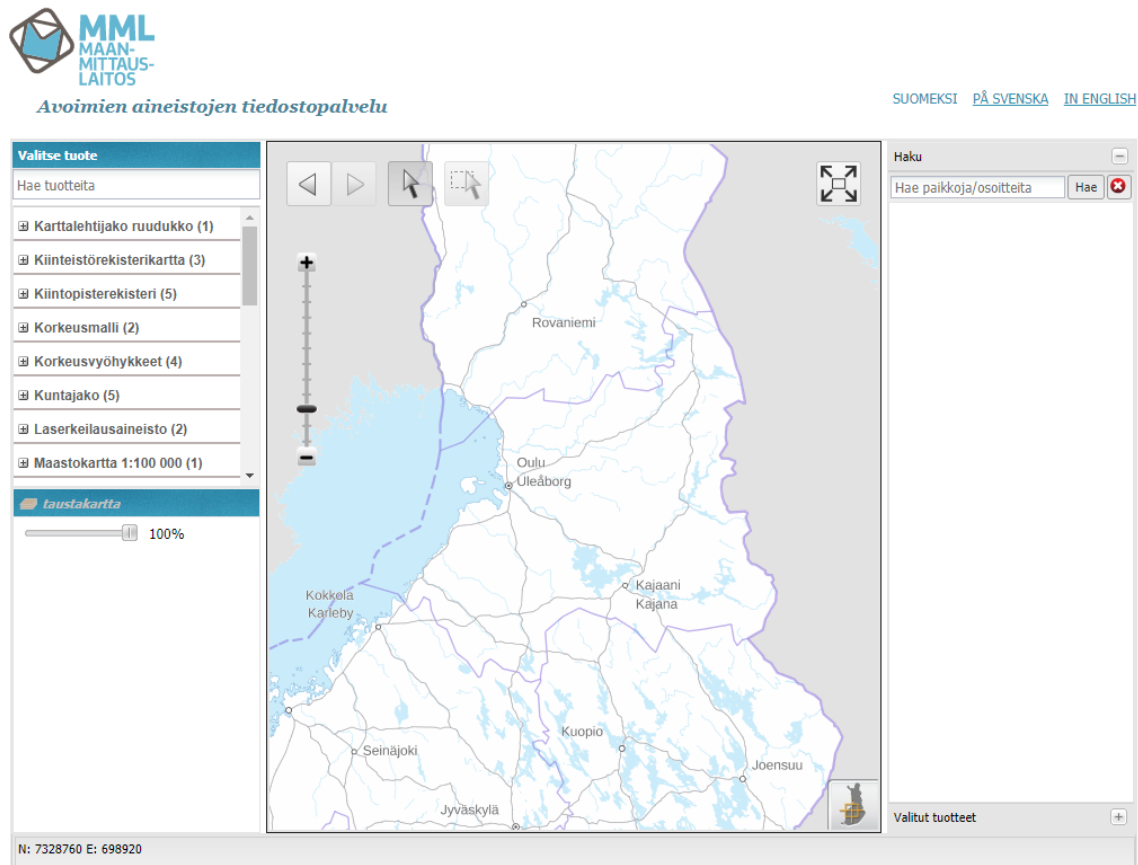 MML
MAAN-
MITTAUS-
LAITOS
Avoimien aineistojen tiedostopalvelu
SUOMEKSI PÅ SVENSKA IN ENGLISH
Valitse tuote
Hae tuotteita
Karttalehtijako ruudukko (1)
Kiinteistörekisterikartta (3)
Kiintopisterekisteri (5)
Korkeusmalli (2)
Korkeusvyöhykkeet (4)
Kuntajako (5)
Laserkeilausaineisto (2)
Maastokartta 1:100 000 (1)
taustakartta
100%
Rovaniemi
Oulu
Uleåborg
Kajaani
Kajana
Kokkola
Karleby
Kuopio
Seinäjoki
Joensuu
Jyväskylä
Haku
Hae paikkoja/osoitteita Hae
Valitut tuotteet
N: 7328760 E: 698920